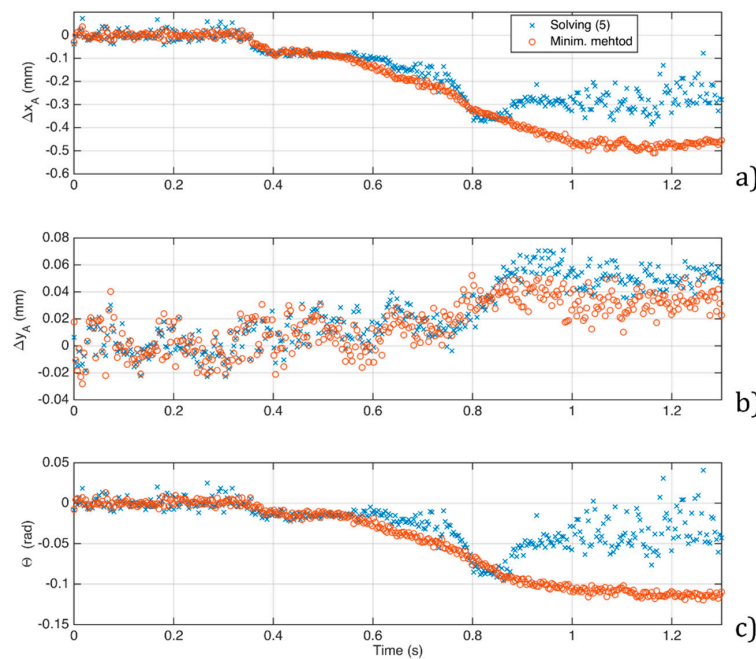 Solving (5)
Minim. mehtod
0
-0.1
-0.2
-0.3
-0.4
-0.5
-0.6
Δx_A (mm)
0 0.2 0.4 0.6 0.8 1 1.2
a)
0.08
0.06
0.04
0.02
0
-0.02
-0.04
Δy_A (mm)
0 0.2 0.4 0.6 0.8 1 1.2
b)
0.05
0
-0.05
-0.1
-0.15
Θ (rad)
0 0.2 0.4 0.6 0.8 1 1.2
Time (s)
c)